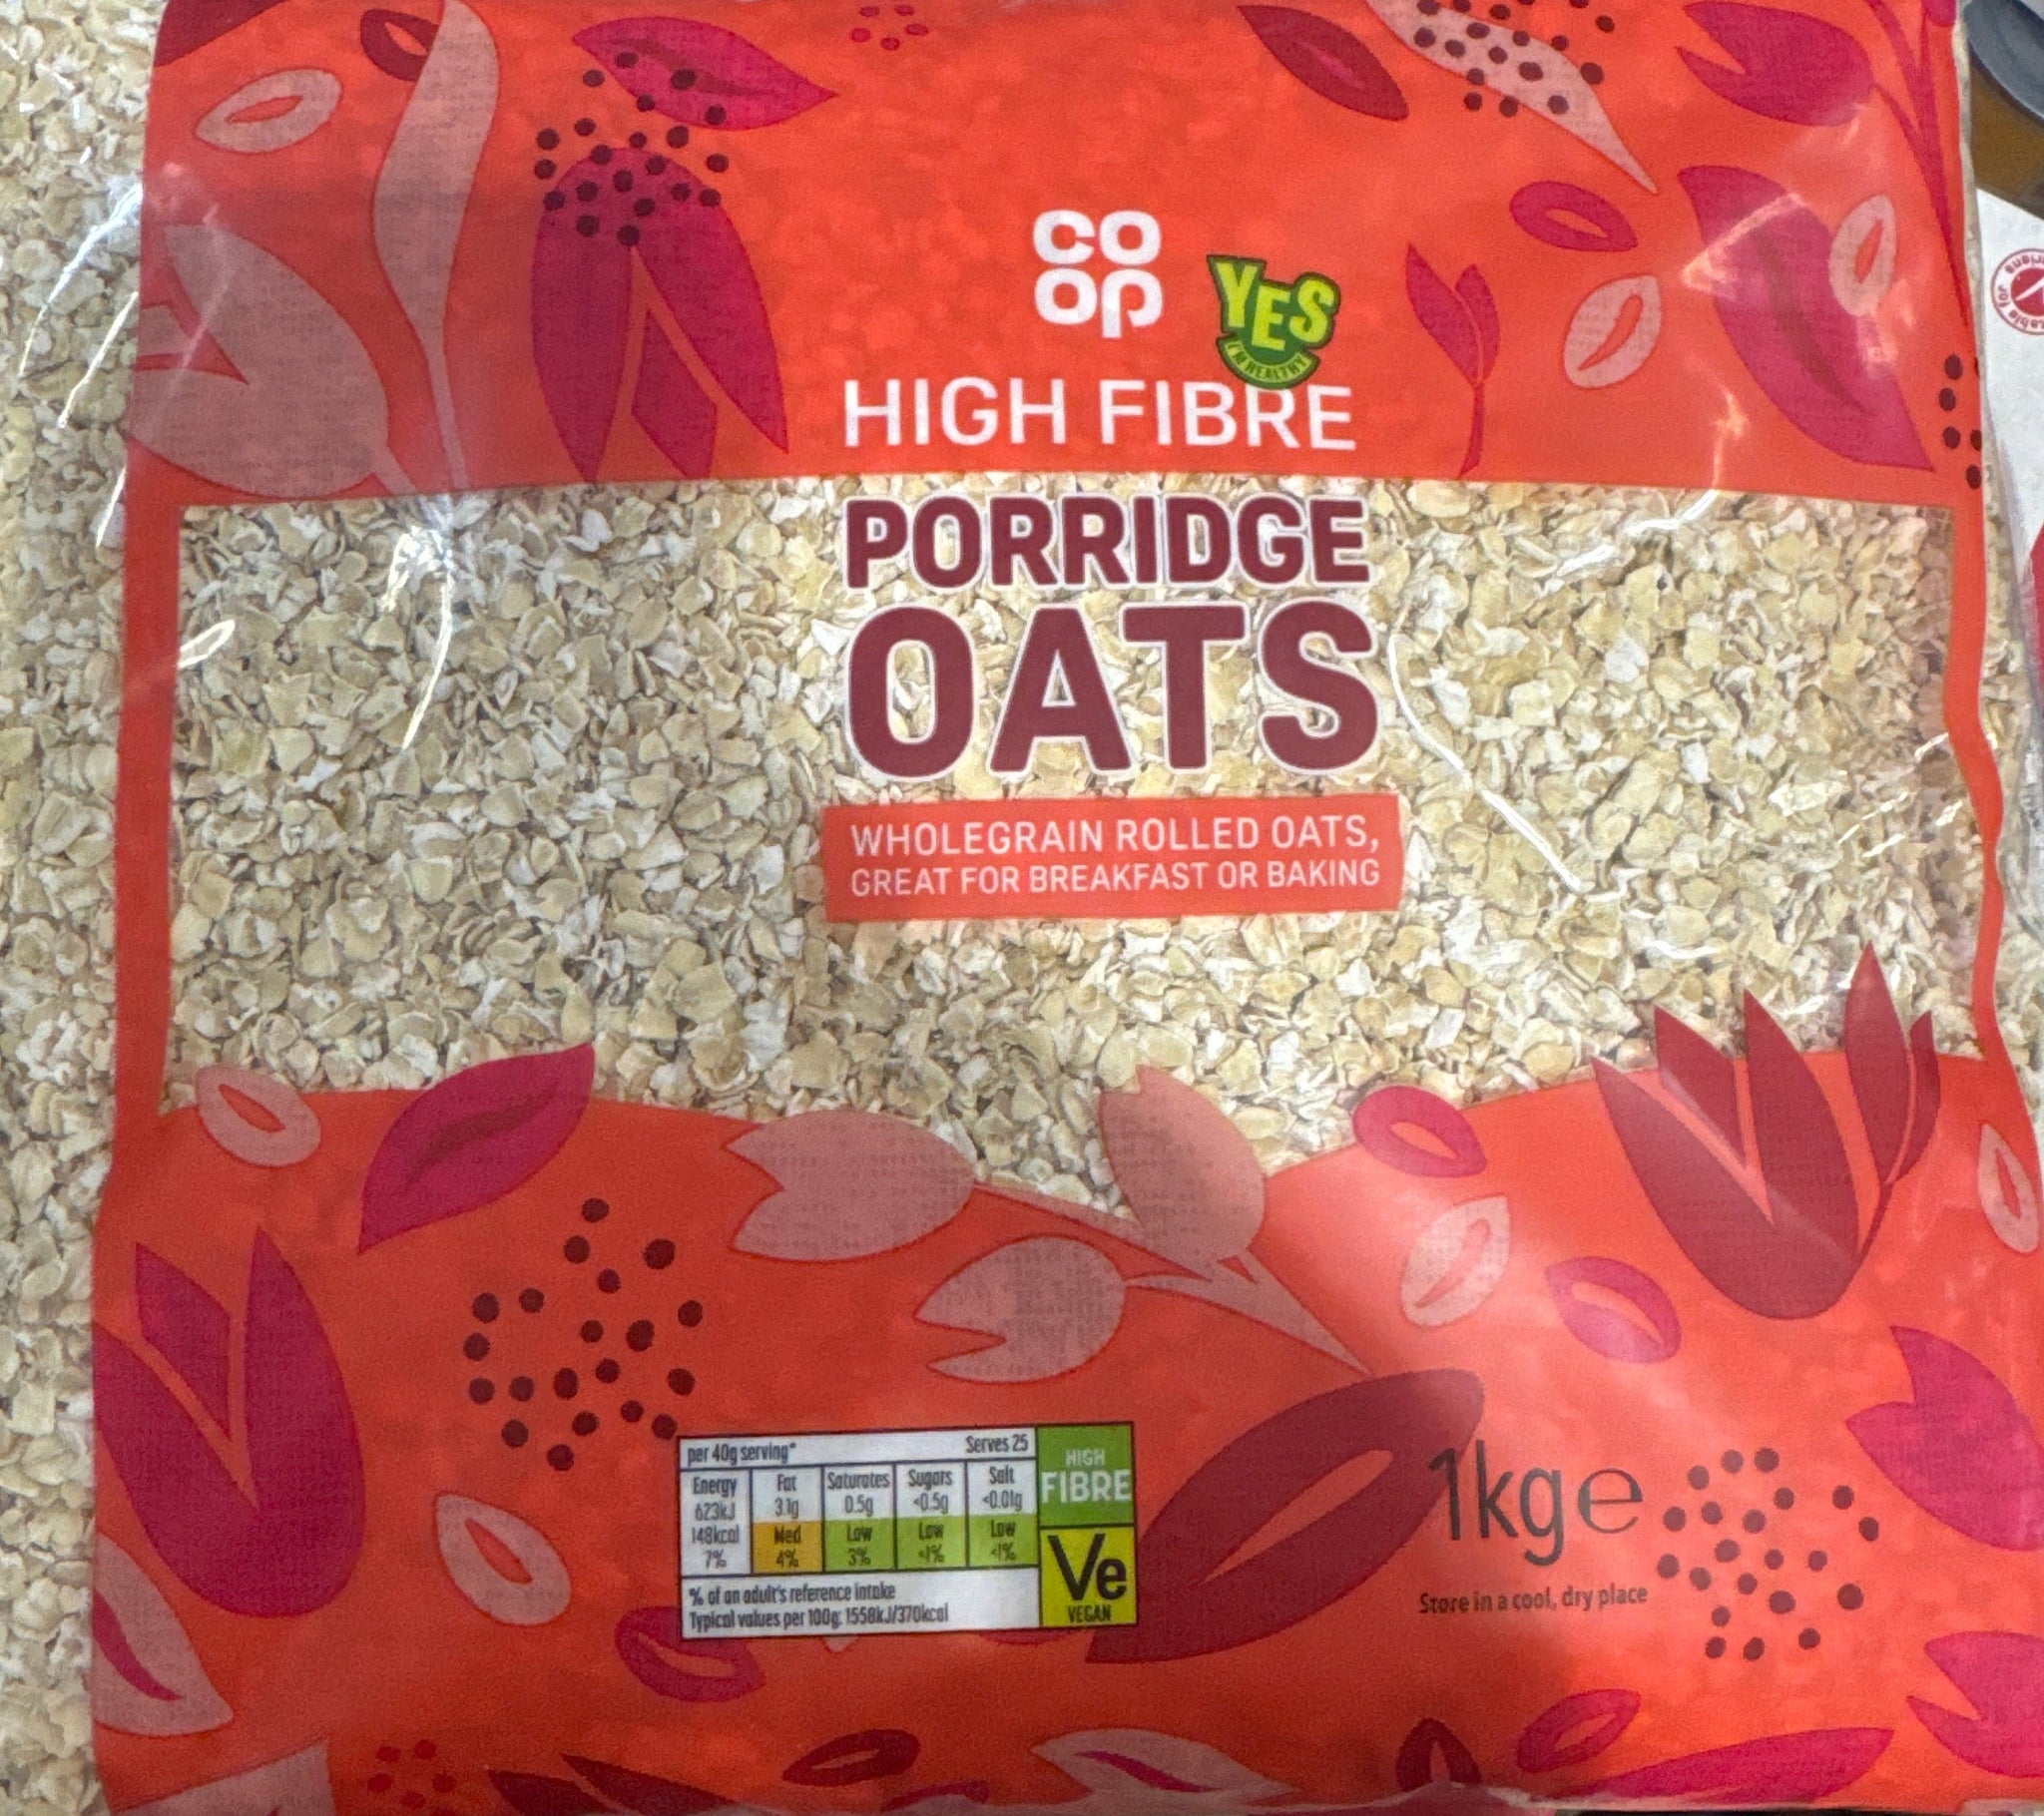 CO
OP
YES
I'M HEALTHY
HIGH FIBRE
PORRIDGE
OATS
WHOLEGRAIN ROLLED OATS,
GREAT FOR BREAKFAST OR BAKING
per 40g serving* Serves 25
Energy Fat Saturates Sugars Salt
623kJ 3.1g 0.5g <0.5g <0.01g
148kcal Med Low Low Low
7% 4% 3% <1% <1%
% of an adult's reference intake
Typical values per 100g: 1558kJ/370kcal
HIGH
FIBRE
Ve
VEGAN
1kg e
Store in a cool, dry place